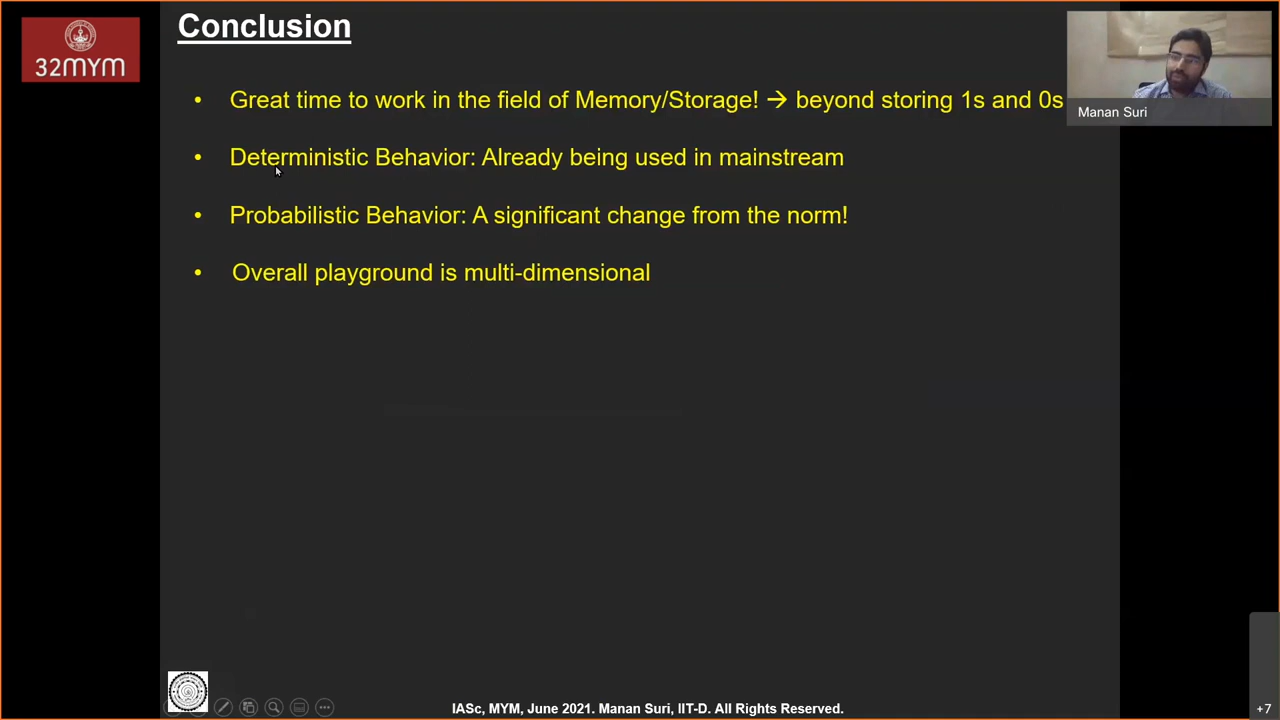 32MYM
Conclusion
• Great time to work in the field of Memory/Storage! → beyond storing 1s and 0s
Manan Suri
• Deterministic Behavior: Already being used in mainstream
• Probabilistic Behavior: A significant change from the norm!
• Overall playground is multi-dimensional
IASc, MYM, June 2021. Manan Suri, IIT-D. All Rights Reserved.
+7